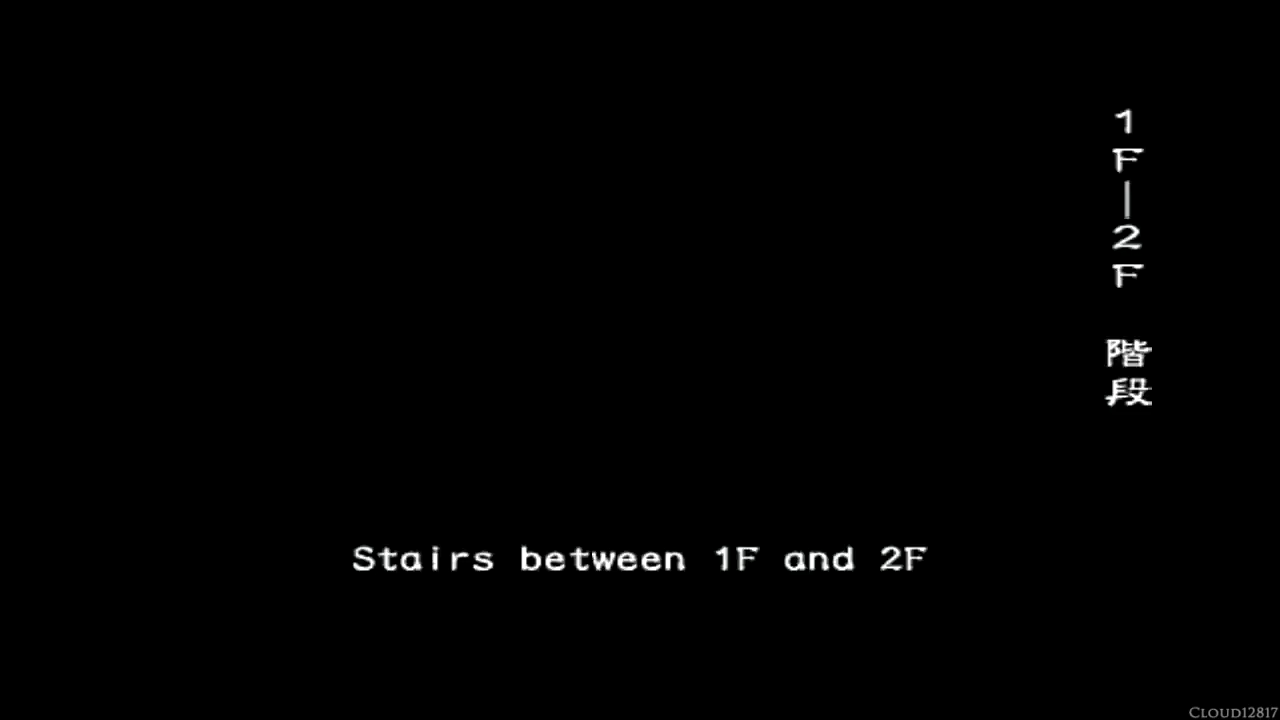 1F―2F　階段
Stairs between 1F and 2F
Cloud12817